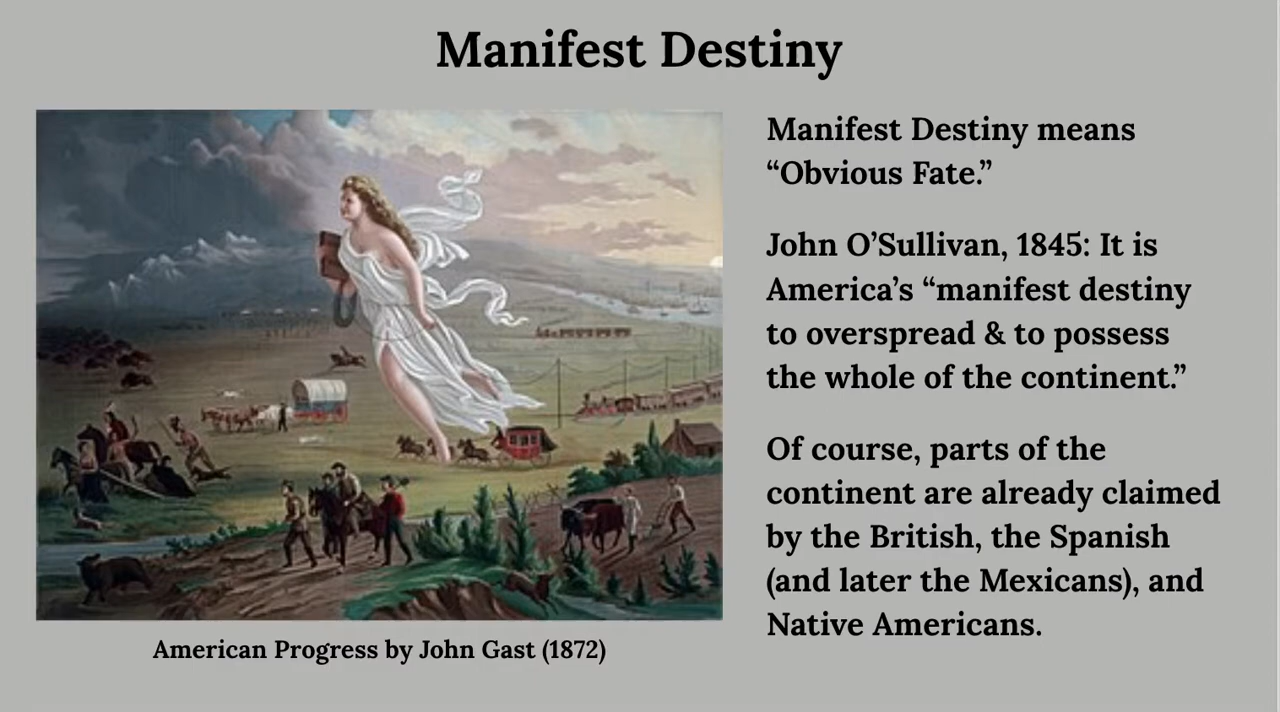 Manifest Destiny
Manifest Destiny means
“Obvious Fate.”
John O’Sullivan, 1845: It is
America’s “manifest destiny
to overspread & to possess
the whole of the continent.”
Of course, parts of the
continent are already claimed
by the British, the Spanish
(and later the Mexicans), and
Native Americans.
American Progress by John Gast (1872)